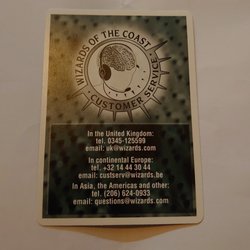 WIZARDS OF THE COAST
• CUSTOMER SERVICE •
In the United Kingdom:
tel. 0345-125599
email: uk@wizards.com
In continental Europe:
tel. +32 14 44 30 44
email: custserv@wizards.be
In Asia, the Americas and other:
tel. (206) 624-0933
email: questions@wizards.com